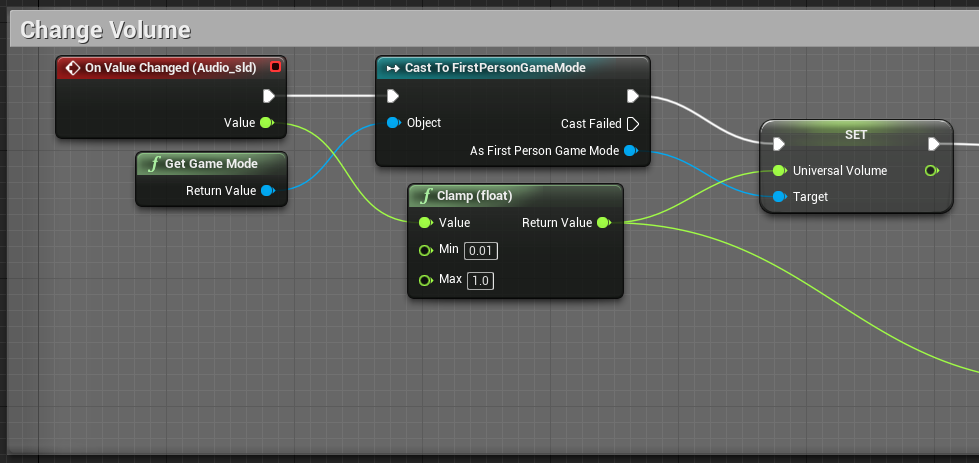 Change Volume
On Value Changed (Audio_sld)
Value
Get Game Mode
Return Value
Cast To FirstPersonGameMode
Object
Cast Failed
As First Person Game Mode
f Clamp (float)
Value
Return Value
Min 0.01
Max 1.0
SET
Universal Volume
Target